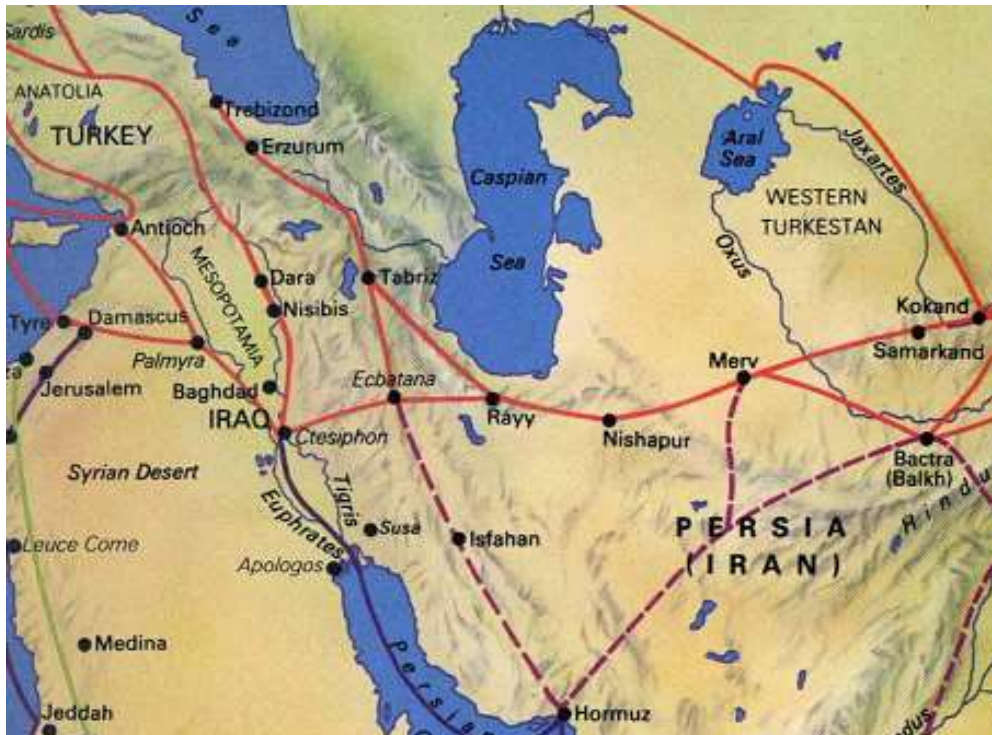 Sardis
Sea
ANATOLIA
TURKEY
Trebizond
Erzurum
Caspian
Sea
Aral
Sea
Jaxartes
WESTERN
TURKESTAN
Oxus
Antioch
MESOPOTAMIA
Dara
Nisibis
Tabriz
Kokand
Samarkand
Tyre
Damascus
Palmyra
Jerusalem
Baghdad
IRAQ
Ctesiphon
Ecbatana
Rayy
Nishapur
Merv
Bactra
(Balkh)
Hindu
Syrian Desert
Euphrates
Tigris
Susa
Isfahan
PERSIA
(IRAN)
Leuce Come
Apologos
Medina
Persian
Hormuz
Jeddah